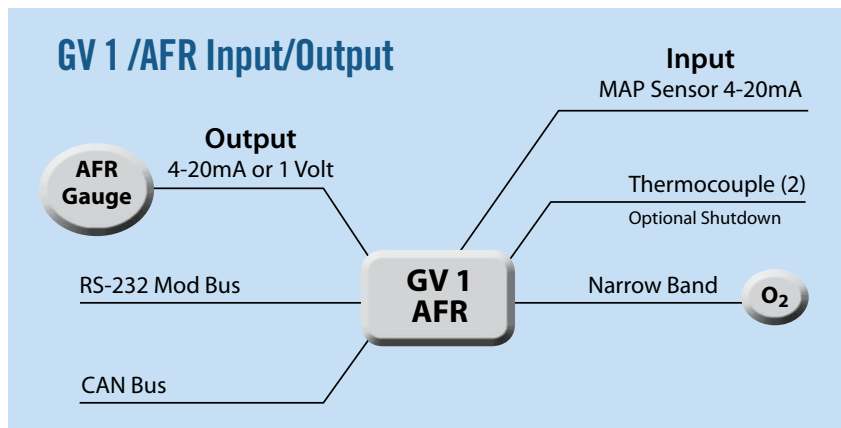 GV 1 /AFR Input/Output
Input
MAP Sensor 4-20mA
Output
4-20mA or 1 Volt
AFR
Gauge
Thermocouple (2)
Optional Shutdown
RS-232 Mod Bus
GV 1
AFR
Narrow Band
O₂
CAN Bus